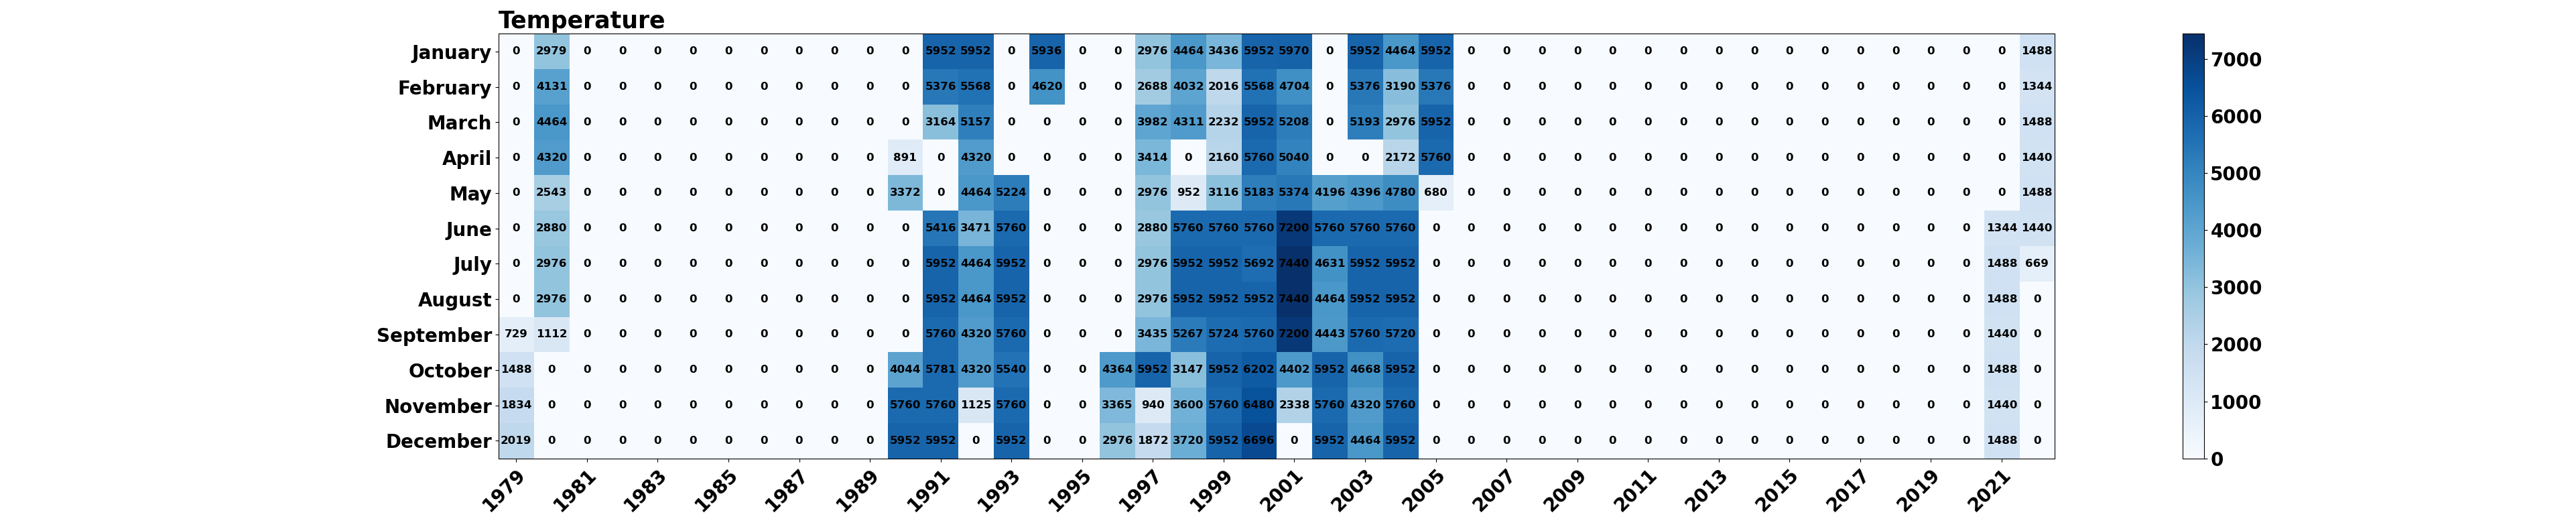 Temperature
January 0 2979 0 0 0 0 0 0 0 0 0 0 5952 5952 0 5936 0 0 2976 4464 3436 5952 5970 0 5952 4464 5952 0 0 0 0 0 0 0 0 0 0 0 0 0 0 0 0 1488
7000
February 0 4131 0 0 0 0 0 0 0 0 0 0 5376 5568 0 4620 0 0 2688 4032 2016 5568 4704 0 5376 3190 5376 0 0 0 0 0 0 0 0 0 0 0 0 0 0 0 0 1344
6000
March 0 4464 0 0 0 0 0 0 0 0 0 0 3164 5157 0 0 0 0 3982 4311 2232 5952 5208 0 5193 2976 5952 0 0 0 0 0 0 0 0 0 0 0 0 0 0 0 0 1488
April 0 4320 0 0 0 0 0 0 0 0 0 891 0 4320 0 0 0 0 3414 0 2160 5760 5040 0 0 2172 5760 0 0 0 0 0 0 0 0 0 0 0 0 0 0 0 0 1440
5000
May 0 2543 0 0 0 0 0 0 0 0 0 3372 0 4464 5224 0 0 0 2976 952 3116 5183 5374 4196 4396 4780 680 0 0 0 0 0 0 0 0 0 0 0 0 0 0 0 0 1488
June 0 2880 0 0 0 0 0 0 0 0 0 0 5416 3471 5760 0 0 0 2880 5760 5760 5760 7200 5760 5760 5760 0 0 0 0 0 0 0 0 0 0 0 0 0 0 0 0 1344 1440
4000
July 0 2976 0 0 0 0 0 0 0 0 0 0 5952 4464 5952 0 0 0 2976 5952 5952 5692 7440 4631 5952 5952 0 0 0 0 0 0 0 0 0 0 0 0 0 0 0 0 1488 669
3000
August 0 2976 0 0 0 0 0 0 0 0 0 0 5952 4464 5952 0 0 0 2976 5952 5952 5952 7440 4464 5952 5952 0 0 0 0 0 0 0 0 0 0 0 0 0 0 0 0 1488 0
September 729 1112 0 0 0 0 0 0 0 0 0 0 5760 4320 5760 0 0 0 3435 5267 5724 5760 7200 4443 5760 5720 0 0 0 0 0 0 0 0 0 0 0 0 0 0 0 0 1440 0
2000
October 1488 0 0 0 0 0 0 0 0 0 0 4044 5781 4320 5540 0 0 4364 5952 3147 5952 6202 4402 5952 4668 5952 0 0 0 0 0 0 0 0 0 0 0 0 0 0 0 0 1488 0
1000
November 1834 0 0 0 0 0 0 0 0 0 0 5760 5760 1125 5760 0 0 3365 940 3600 5760 6480 2338 5760 4320 5760 0 0 0 0 0 0 0 0 0 0 0 0 0 0 0 0 1440 0
December 2019 0 0 0 0 0 0 0 0 0 0 5952 5952 0 5952 0 0 2976 1872 3720 5952 6696 0 5952 4464 5952 0 0 0 0 0 0 0 0 0 0 0 0 0 0 0 0 1488 0
0
1979 1981 1983 1985 1987 1989 1991 1993 1995 1997 1999 2001 2003 2005 2007 2009 2011 2013 2015 2017 2019 2021